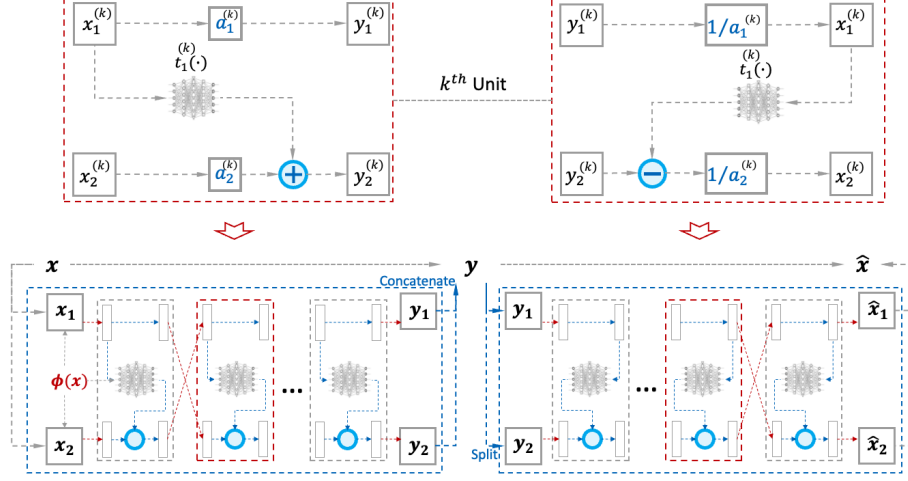 x₁⁽ᵏ⁾ a₁⁽ᵏ⁾ y₁⁽ᵏ⁾ y₁⁽ᵏ⁾ 1/a₁⁽ᵏ⁾ x₁⁽ᵏ⁾
t₁⁽ᵏ⁾(·) t₁⁽ᵏ⁾(·)
kᵗʰ Unit
x₂⁽ᵏ⁾ a₂⁽ᵏ⁾ + y₂⁽ᵏ⁾ y₂⁽ᵏ⁾ − 1/a₂⁽ᵏ⁾ x₂⁽ᵏ⁾
x y x̂
Concatenate
x₁ y₁ y₁ x̂₁
ϕ(x) ... ...
x₂ y₂ y₂ x̂₂
Split